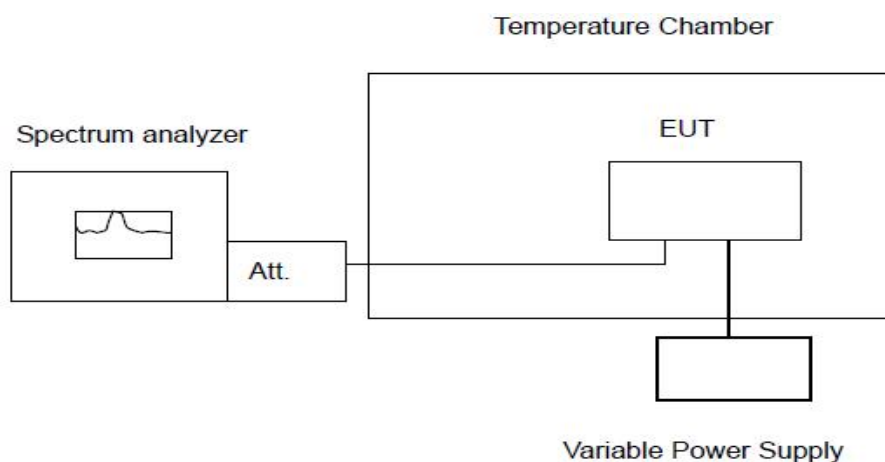 Temperature Chamber
Spectrum analyzer
EUT
Att.
Variable Power Supply